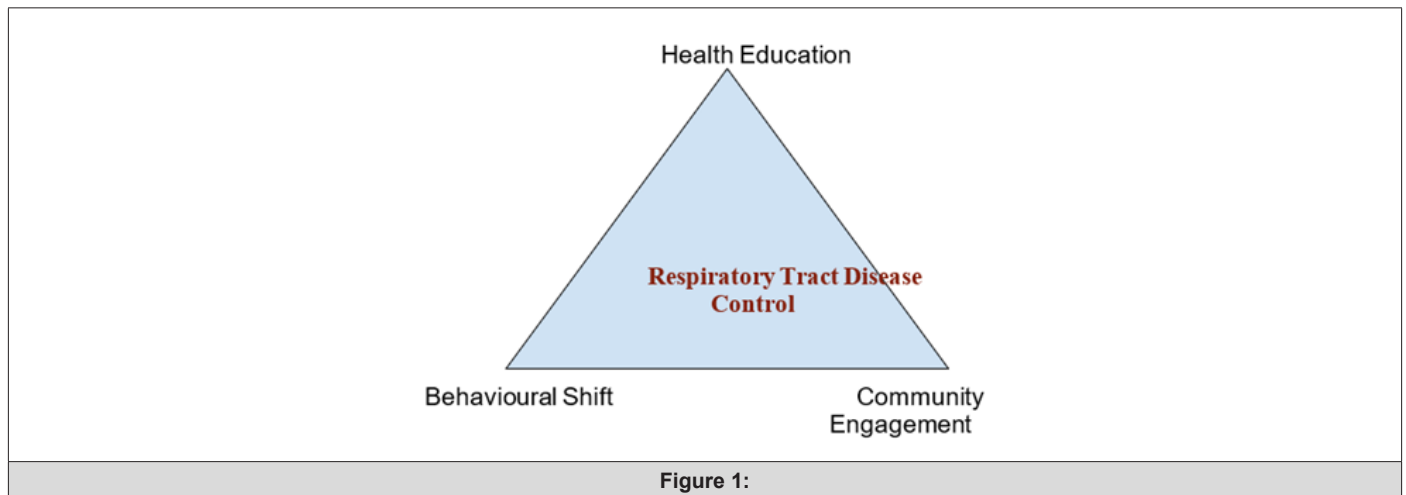 Health Education
Respiratory Tract Disease
Control
Behavioural Shift
Community
Engagement
Figure 1: